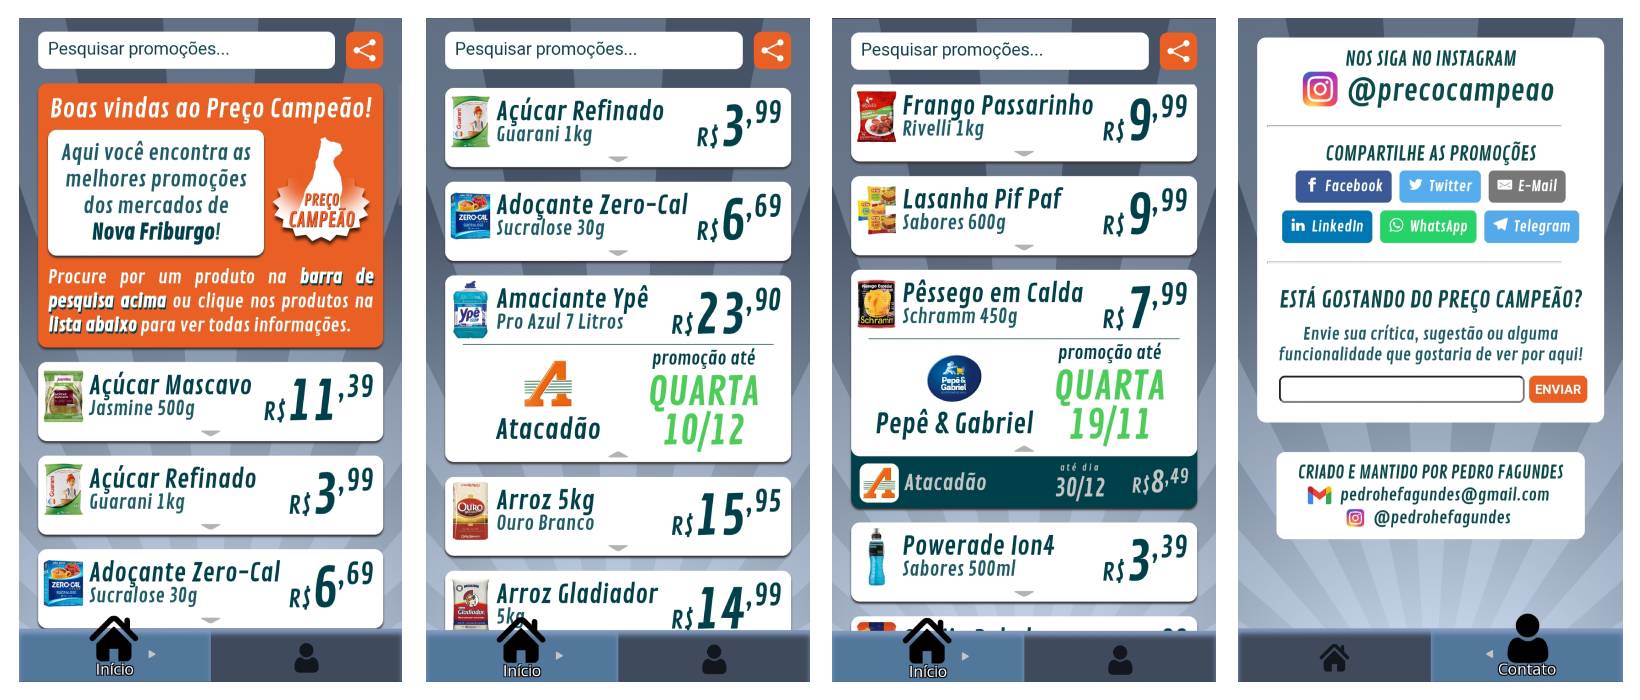 Pesquisar promoções...
Boas vindas ao Preço Campeão!
Aqui você encontra as
melhores promoções
dos mercados de
Nova Friburgo!
PREÇO
CAMPEÃO
Procure por um produto na barra de
pesquisa acima ou clique nos produtos na
lista abaixo para ver todas informações.
Açúcar Mascavo
Jasmine 500g
R$11,39
Açúcar Refinado
Guarani 1kg
R$3,99
Adoçante Zero-Cal
Sucralose 30g
R$6,69
Início
Pesquisar promoções...
Açúcar Refinado
Guarani 1kg
R$3,99
Adoçante Zero-Cal
Sucralose 30g
R$6,69
Amaciante Ypê
Pro Azul 7 Litros
R$23,90
Atacadão
promoção até
QUARTA
10/12
Arroz 5kg
Ouro Branco
R$15,95
Arroz Gladiador
5kg
R$14,99
Início
Pesquisar promoções...
Frango Passarinho
Rivelli 1kg
R$9,99
Lasanha Pif Paf
Sabores 600g
R$9,99
Pêssego em Calda
Schramm 450g
R$7,99
Pepê & Gabriel
Pepê & Gabriel
promoção até
QUARTA
19/11
Atacadão
até dia
30/12
R$8,49
Powerade Ion4
Sabores 500ml
R$3,39
Início
NOS SIGA NO INSTAGRAM
@precocampeao
COMPARTILHE AS PROMOÇÕES
Facebook
Twitter
E-Mail
LinkedIn
WhatsApp
Telegram
ESTÁ GOSTANDO DO PREÇO CAMPEÃO?
Envie sua crítica, sugestão ou alguma
funcionalidade que gostaria de ver por aqui!
ENVIAR
CRIADO E MANTIDO POR PEDRO FAGUNDES
pedrohefagundes@gmail.com
@pedrohefagundes
Contato